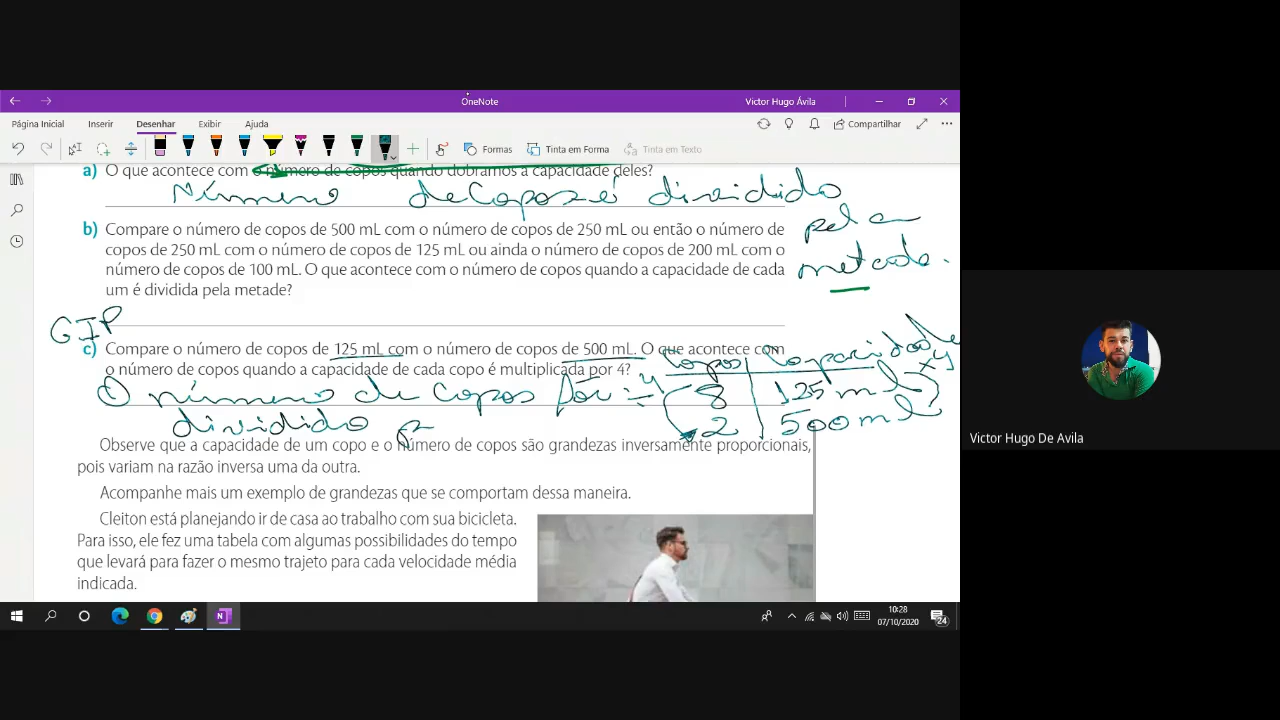 OneNote
Victor Hugo Ávila
Página Inicial Inserir Desenhar Exibir Ajuda
Compartilhar
Formas Tinta em Forma Tinta em Texto
a) O que acontece com o número de copos quando dobramos a capacidade deles?
Número de Copos é dividido
pela
metade.
b) Compare o número de copos de 500 mL com o número de copos de 250 mL ou então o número de
copos de 250 mL com o número de copos de 125 mL ou ainda o número de copos de 200 mL com o
número de copos de 100 mL. O que acontece com o número de copos quando a capacidade de cada
um é dividida pela metade?
GIP
c) Compare o número de copos de 125 mL com o número de copos de 500 mL. O que acontece com
o número de copos quando a capacidade de cada copo é multiplicada por 4?
copos capacidade
O número de copos foi ÷4 8 125 ml x4
dividido p 2 500 ml
Observe que a capacidade de um copo e o número de copos são grandezas inversamente proporcionais,
pois variam na razão inversa uma da outra.
Acompanhe mais um exemplo de grandezas que se comportam dessa maneira.
Cleiton está planejando ir de casa ao trabalho com sua bicicleta.
Para isso, ele fez uma tabela com algumas possibilidades do tempo
que levará para fazer o mesmo trajeto para cada velocidade média
indicada.
Victor Hugo De Avila
10:28
07/10/2020
24